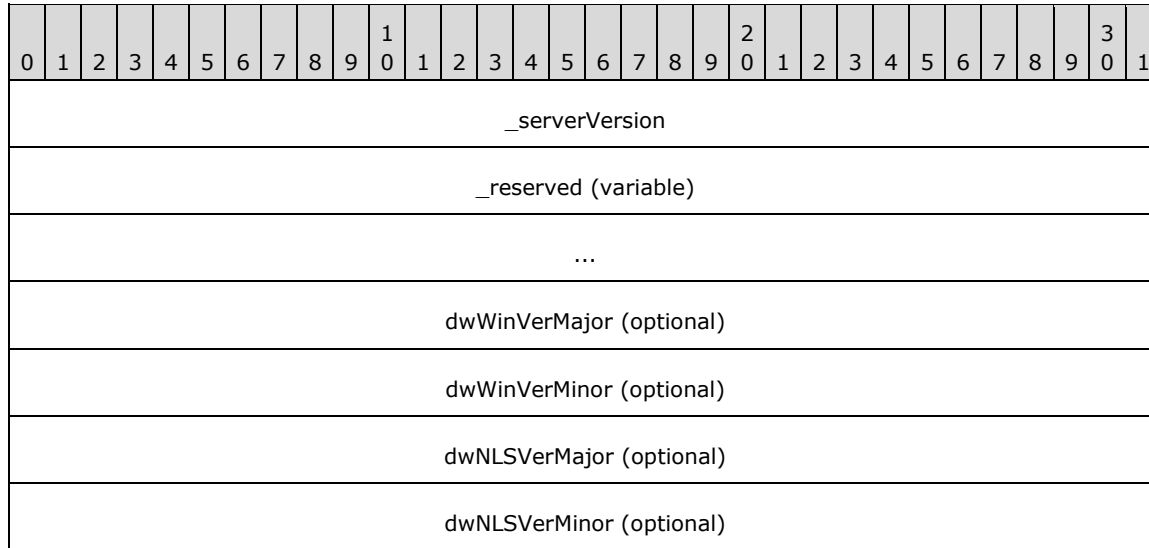 1 2 3
0 1 2 3 4 5 6 7 8 9 0 1 2 3 4 5 6 7 8 9 0 1 2 3 4 5 6 7 8 9 0 1
_serverVersion
_reserved (variable)
...
dwWinVerMajor (optional)
dwWinVerMinor (optional)
dwNLSVerMajor (optional)
dwNLSVerMinor (optional)